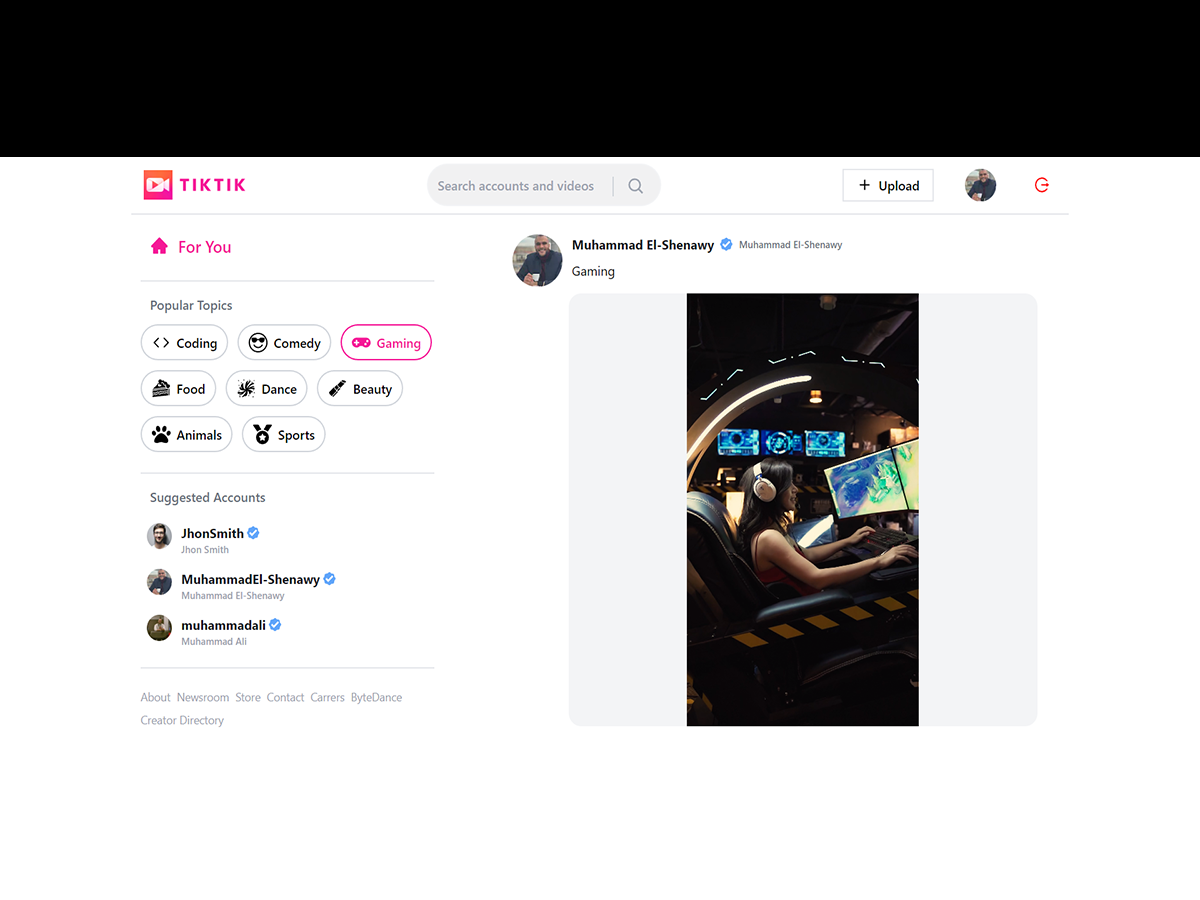 TIKTIK
Search accounts and videos
Upload
For You
Popular Topics
Coding
Comedy
Gaming
Food
Dance
Beauty
Animals
Sports
Suggested Accounts
JhonSmith
Jhon Smith
MuhammadEl-Shenawy
Muhammad El-Shenawy
muhammadali
Muhammad Ali
About Newsroom Store Contact Carrers ByteDance
Creator Directory
Muhammad El-Shenawy Muhammad El-Shenawy
Gaming